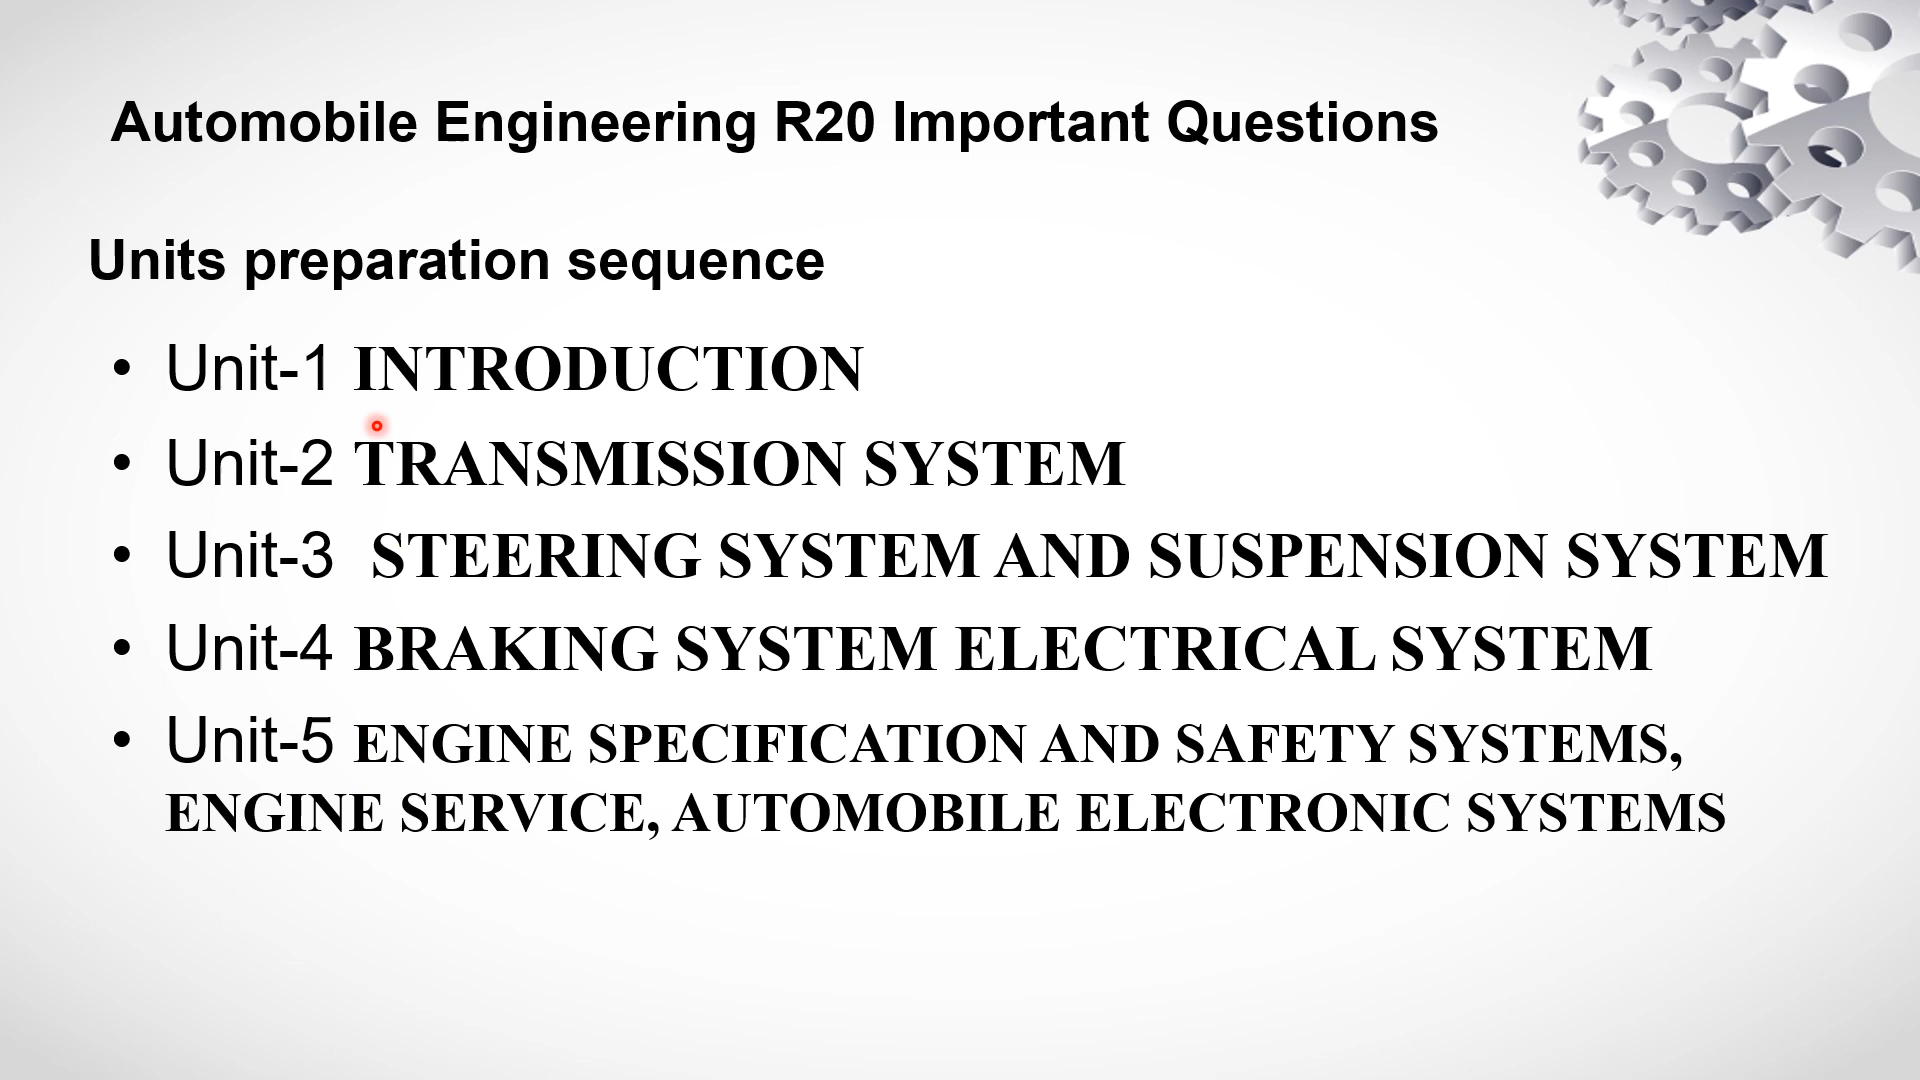 Automobile Engineering R20 Important Questions
Units preparation sequence
• Unit-1 INTRODUCTION
• Unit-2 TRANSMISSION SYSTEM
• Unit-3 STEERING SYSTEM AND SUSPENSION SYSTEM
• Unit-4 BRAKING SYSTEM ELECTRICAL SYSTEM
• Unit-5 ENGINE SPECIFICATION AND SAFETY SYSTEMS,
ENGINE SERVICE, AUTOMOBILE ELECTRONIC SYSTEMS